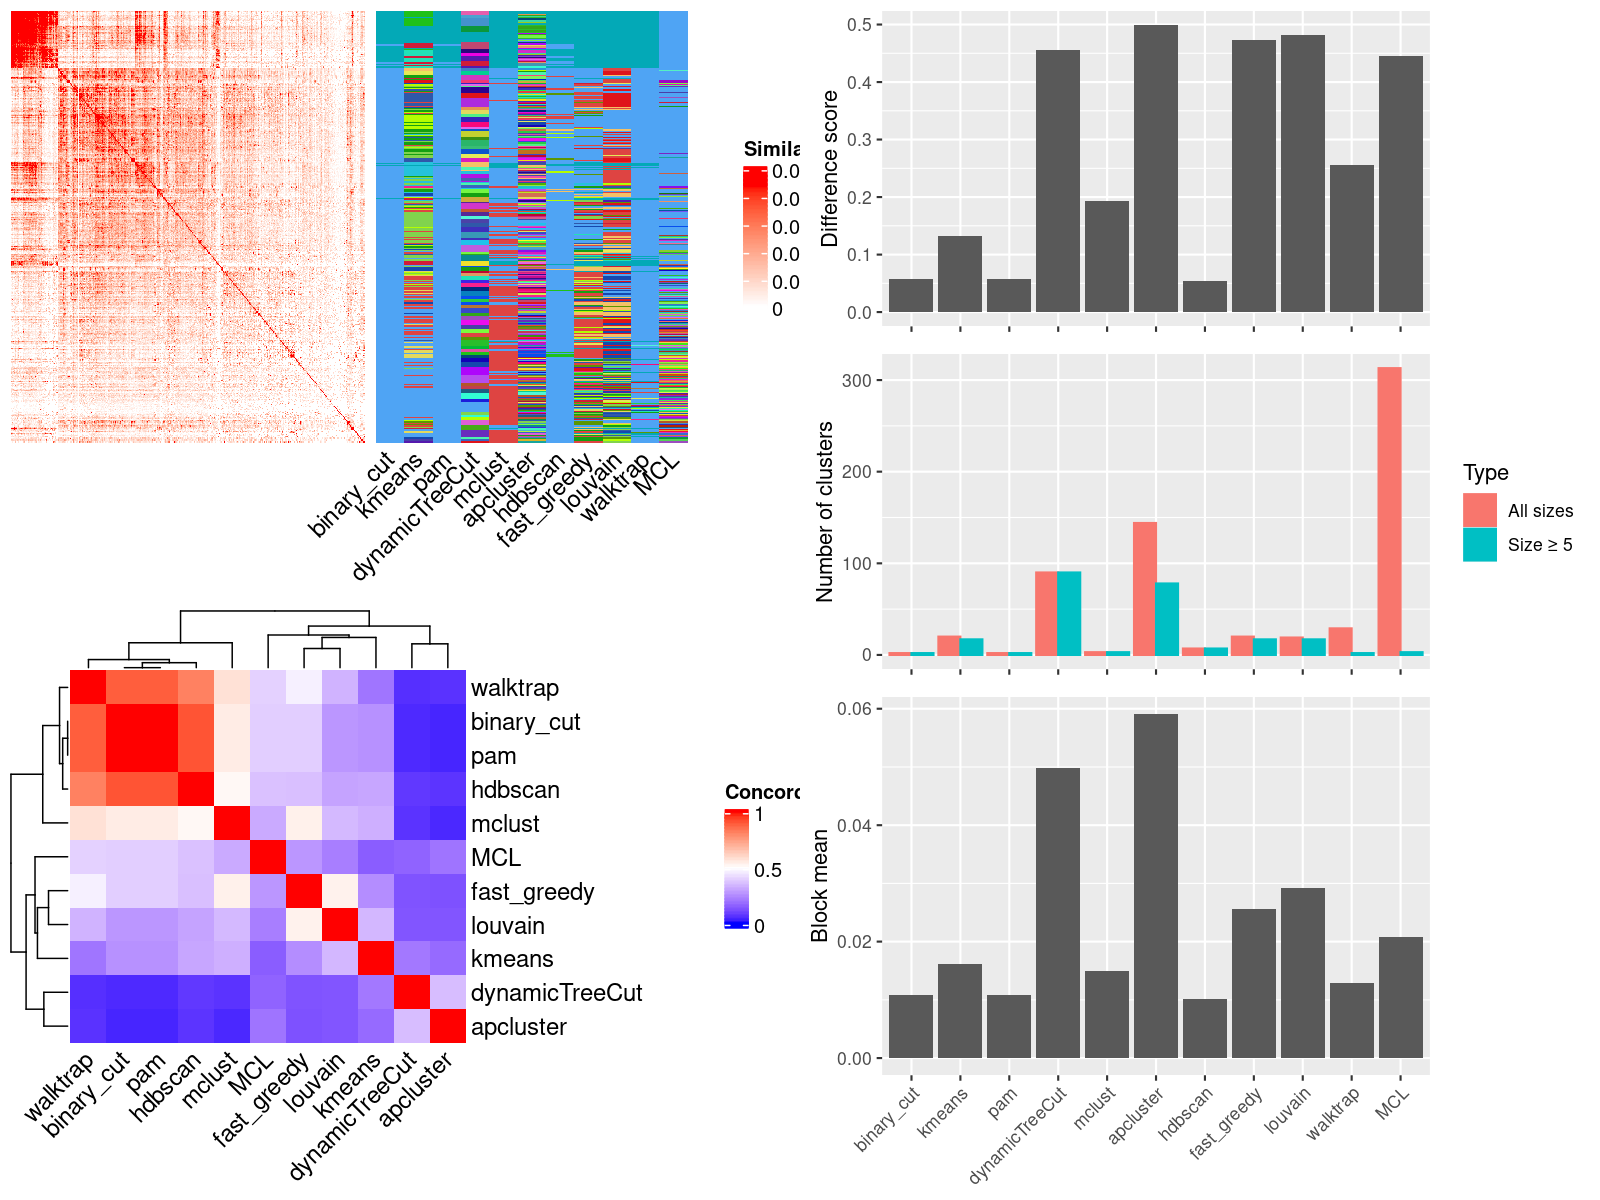 Simila
0.0
0.0
0.0
0.0
0.0
0
binary_cut
kmeans
pam
dynamicTreeCut
mclust
apcluster
hdbscan
fast_greedy
louvain
walktrap
MCL
walktrap
binary_cut
pam
hdbscan
mclust
MCL
fast_greedy
louvain
kmeans
dynamicTreeCut
apcluster
walktrap
binary_cut
pam
hdbscan
mclust
MCL
fast_greedy
louvain
kmeans
dynamicTreeCut
apcluster
Concord
1
0.5
0
Difference score
0.5
0.4
0.3
0.2
0.1
0.0
Number of clusters
300
200
100
0
Type
All sizes
Size ≥ 5
Block mean
0.06
0.04
0.02
0.00
binary_cut
kmeans
pam
dynamicTreeCut
mclust
apcluster
hdbscan
fast_greedy
louvain
walktrap
MCL